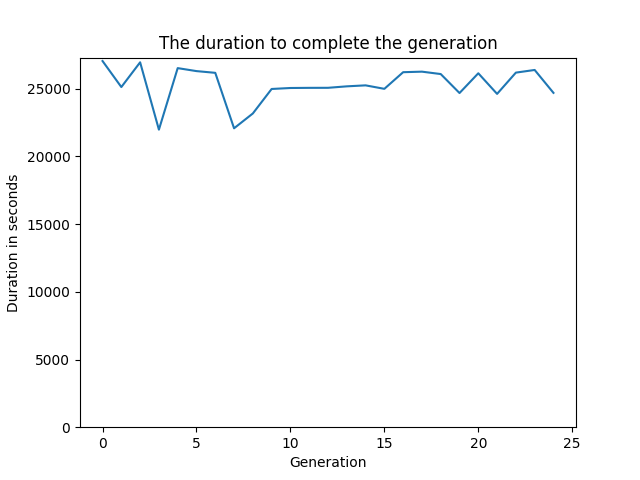 The duration to complete the generation
Duration in seconds
25000
20000
15000
10000
5000
0
0 5 10 15 20 25
Generation